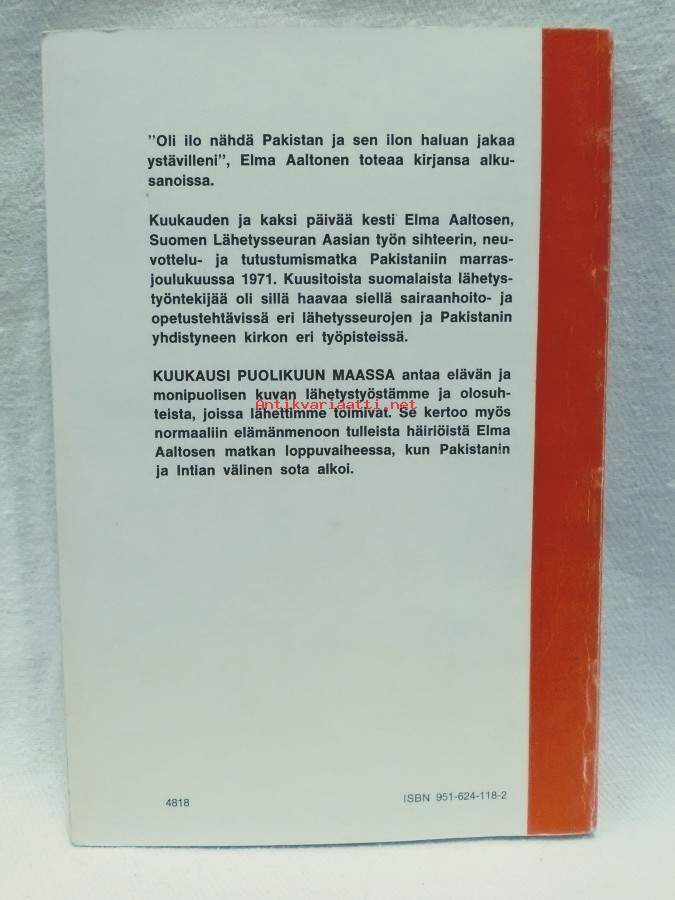 "Oli ilo nähdä Pakistan ja sen ilon haluan jakaa
ystävilleni", Elma Aaltonen toteaa kirjansa alku-
sanoissa.
Kuukauden ja kaksi päivää kesti Elma Aaltosen,
Suomen Lähetysseuran Aasian työn sihteerin, neu-
vottelu- ja tutustumismatka Pakistaniin marras-
joulukuussa 1971. Kuusitoista suomalaista lähetys-
työntekijää oli sillä haavaa siellä sairaanhoito- ja
opetustehtävissä eri lähetysseurojen ja Pakistanin
yhdistyneen kirkon eri työpisteissä.
KUUKAUSI PUOLIKUUN MAASSA antaa elävän ja
monipuolisen kuvan lähetystyöstämme ja olosuh-
Antikvariaatti.net
teista, joissa lähettimme toimivat. Se kertoo myös
normaaliin elämänmenoon tulleista häiriöistä Elma
Aaltosen matkan loppuvaiheessa, kun Pakistanin
ja Intian välinen sota alkoi.
4818
ISBN 951-624-118-2